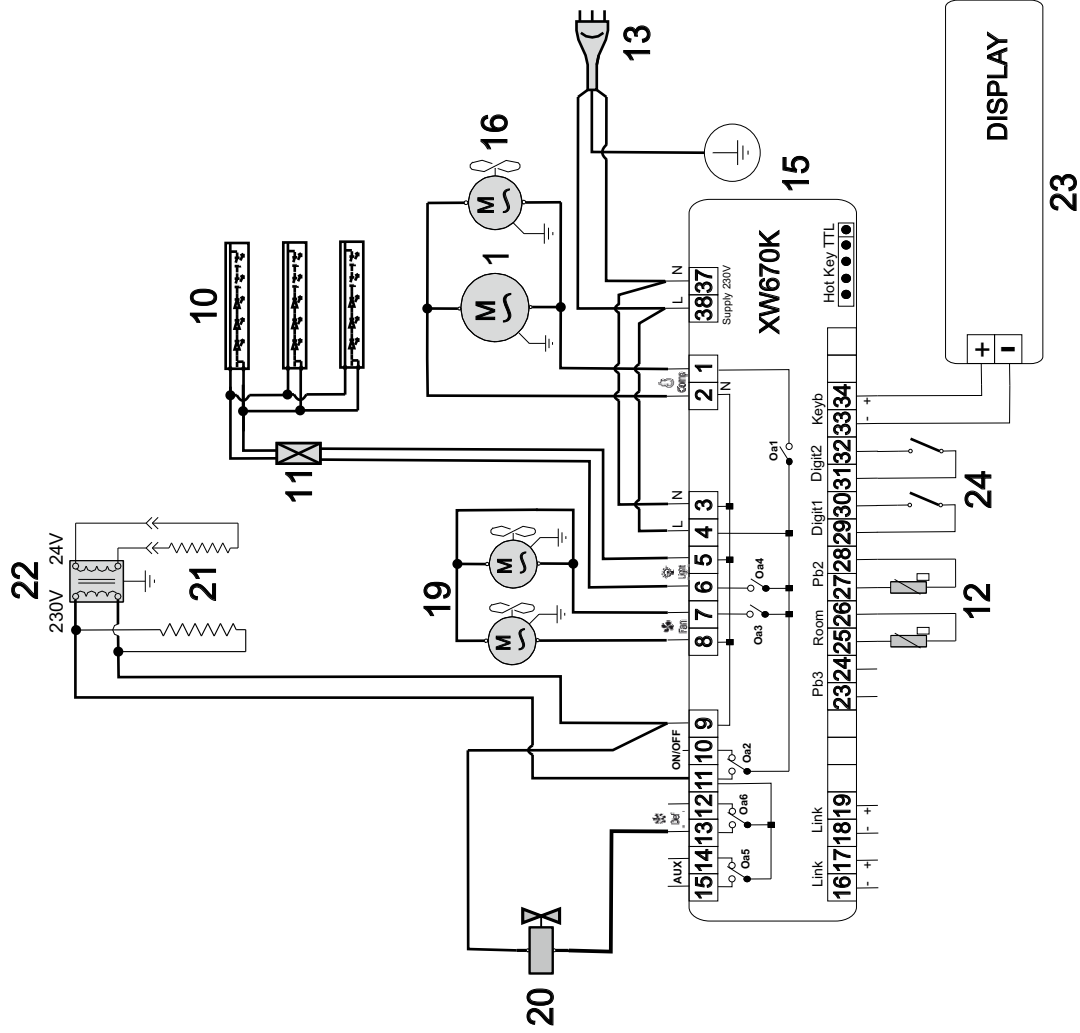 22
230V
24V
21
10
11
19
M
M
M
1
M
16
13
15
20
AUX
Def
ON/OFF
Fan
Light
L
N
Comp
N
L
N
15 14 13 12 11 10 9
8 7 6 5 4 3
2 1
38 37
Supply 230V
Oa5
Oa6
Oa2
Oa3
Oa4
Oa1
XW670K
Hot Key TTL
Link
Link
Pb3
Room
Pb2
Digit1
Digit2
Keyb
16 17 18 19
23 24 25 26 27 28 29 30 31 32 33 34
- + - +
- +
12
24
+
-
DISPLAY
23